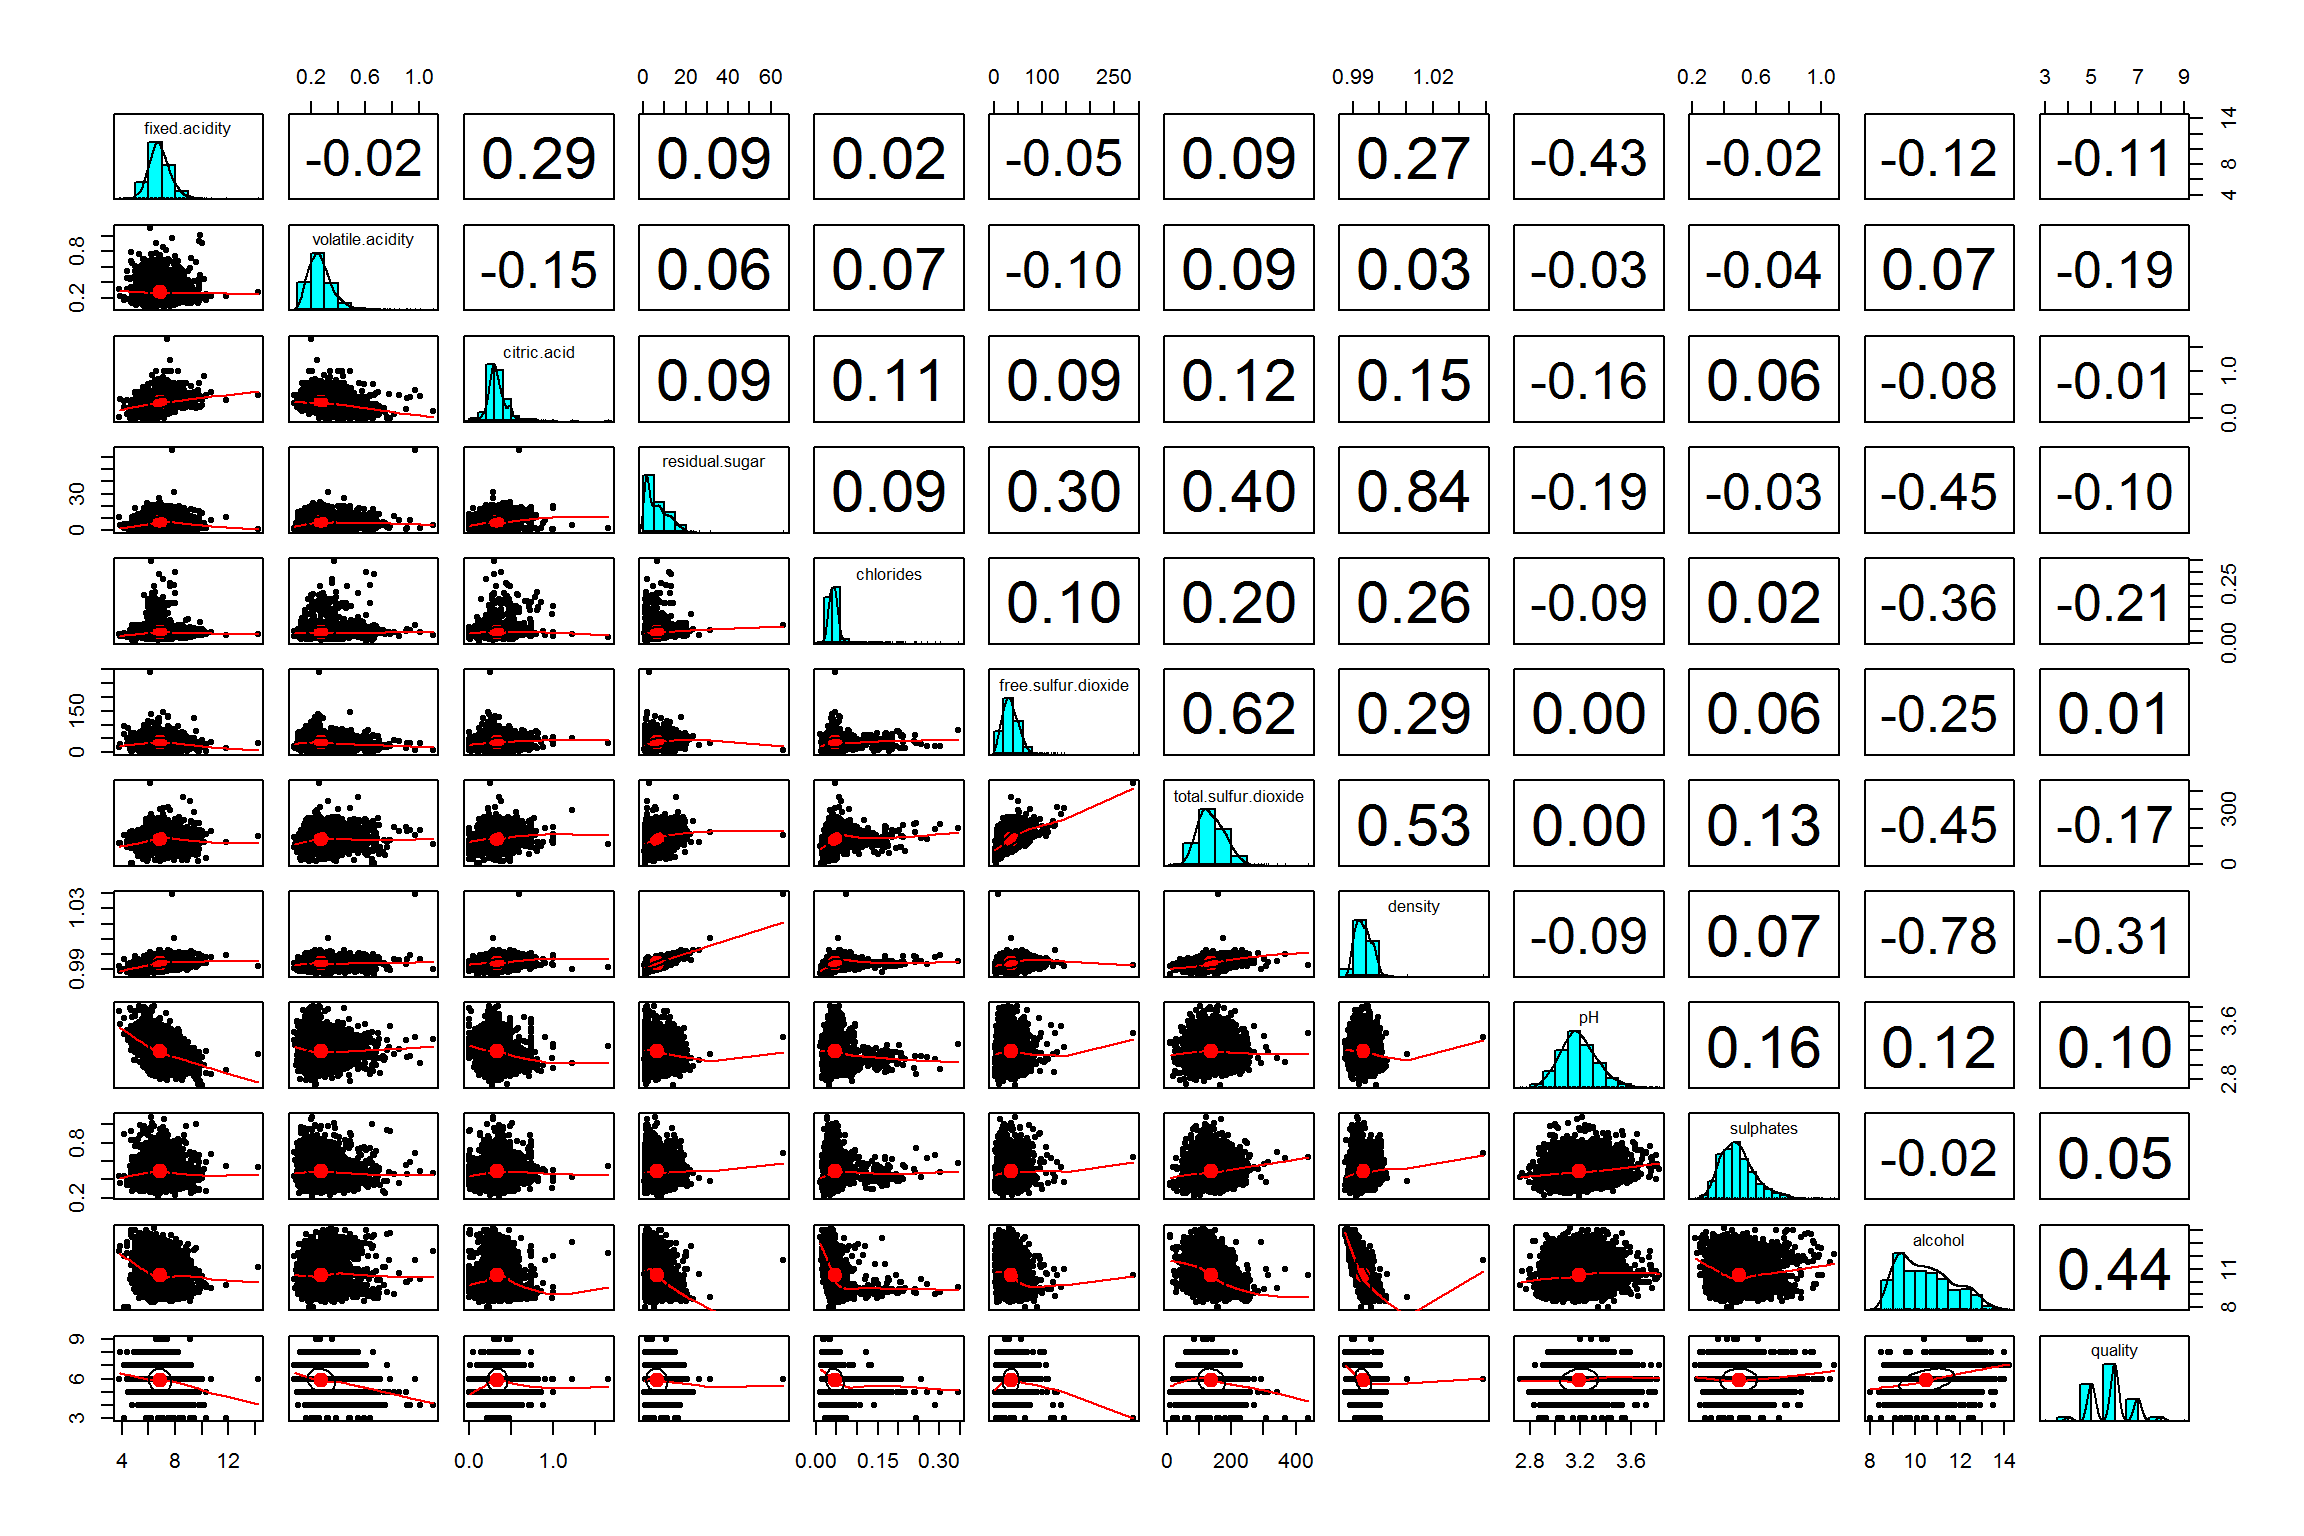 0.2 0.6 1.0 0 20 40 60 0 100 250 0.99 1.02 0.2 0.6 1.0 3 5 7 9
fixed.acidity -0.02 0.29 0.09 0.02 -0.05 0.09 0.27 -0.43 -0.02 -0.12 -0.11 4 8 14
0.2 0.8 volatile.acidity -0.15 0.06 0.07 -0.10 0.09 0.03 -0.03 -0.04 0.07 -0.19
citric.acid 0.09 0.11 0.09 0.12 0.15 -0.16 0.06 -0.08 -0.01 0.0 1.0
0 30 residual.sugar 0.09 0.30 0.40 0.84 -0.19 -0.03 -0.45 -0.10
chlorides 0.10 0.20 0.26 -0.09 0.02 -0.36 -0.21 0.00 0.25
0 150 free.sulfur.dioxide 0.62 0.29 0.00 0.06 -0.25 0.01
total.sulfur.dioxide 0.53 0.00 0.13 -0.45 -0.17 0 300
0.99 1.03 density -0.09 0.07 -0.78 -0.31
pH 0.16 0.12 0.10 2.8 3.6
0.2 0.8 sulphates -0.02 0.05
alcohol 0.44 8 11
3 6 9 quality
4 8 12 0.0 1.0 0.00 0.15 0.30 0 200 400 2.8 3.2 3.6 8 10 12 14